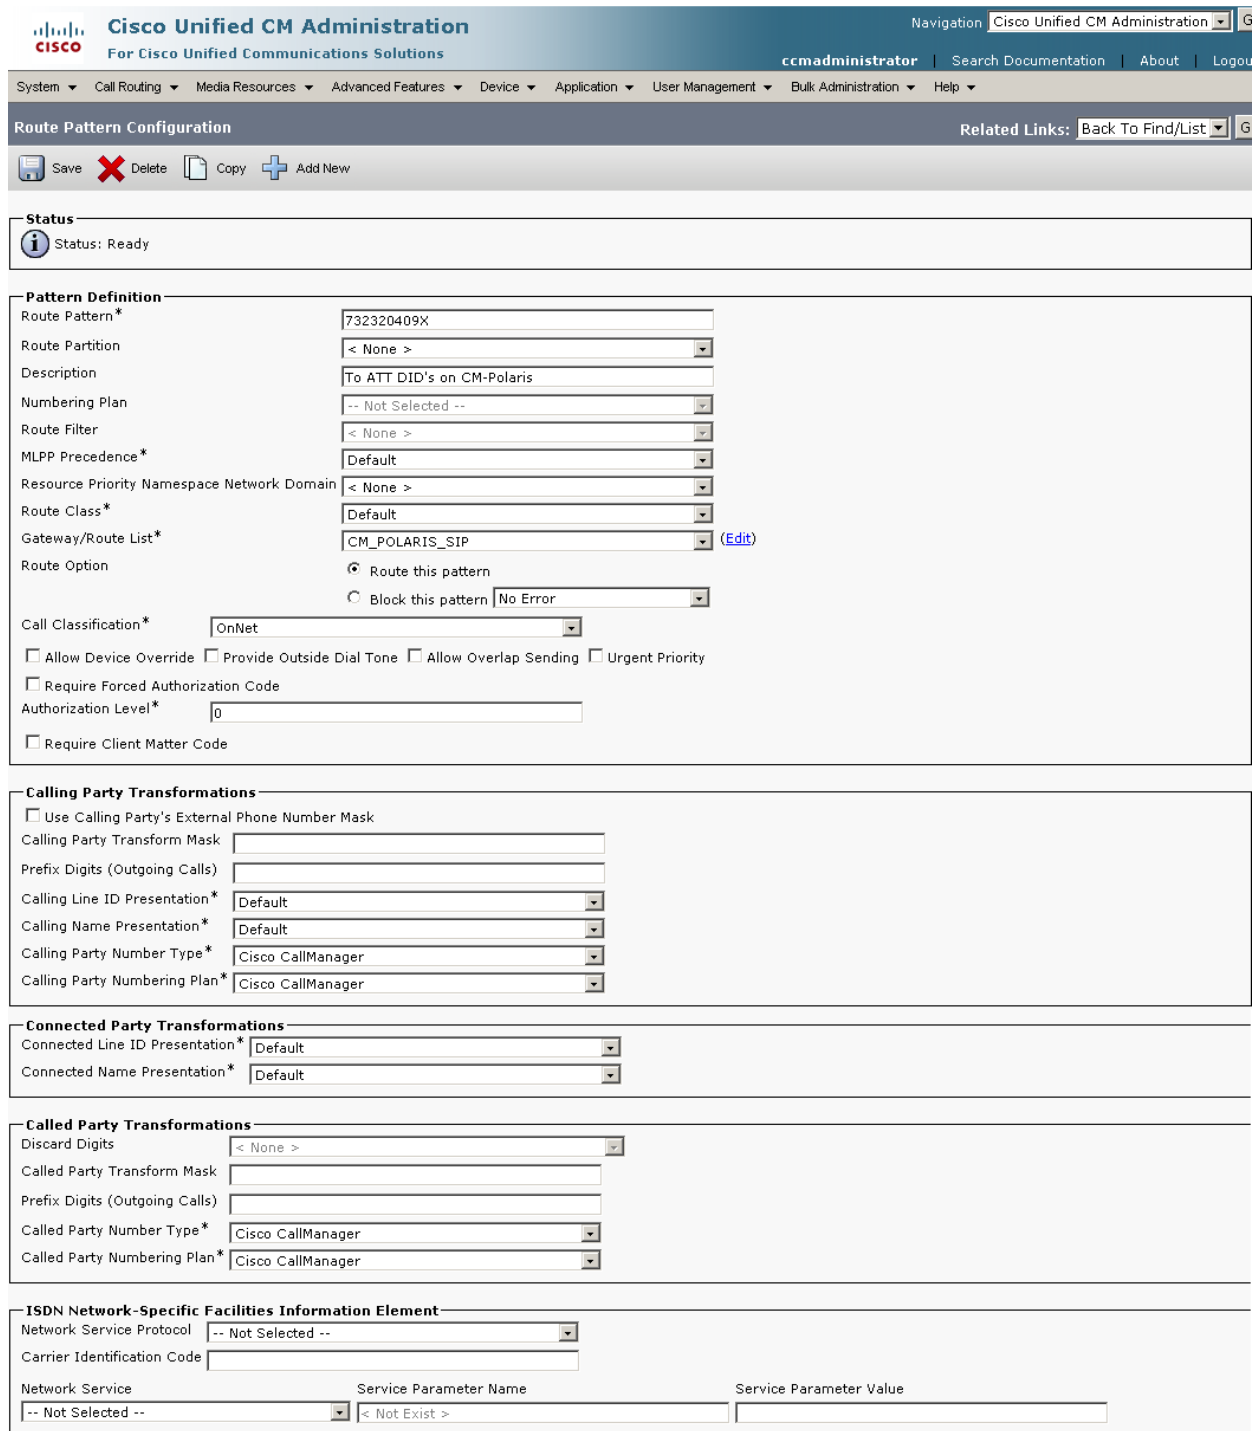 Cisco Unified CM Administration
For Cisco Unified Communications Solutions
CISCO
Navigation Cisco Unified CM Administration G
ccmadministrator | Search Documentation | About | Logou
System Call Routing Media Resources Advanced Features Device Application User Management Bulk Administration Help
Route Pattern Configuration
Related Links: Back To Find/List G
Save Delete Copy Add New
Status
i Status: Ready
Pattern Definition
Route Pattern* 732320409X
Route Partition < None >
Description To ATT DID's on CM-Polaris
Numbering Plan -- Not Selected --
Route Filter < None >
MLPP Precedence* Default
Resource Priority Namespace Network Domain < None >
Route Class* Default
Gateway/Route List* CM_POLARIS_SIP (Edit)
Route Option Route this pattern
Block this pattern No Error
Call Classification* OnNet
Allow Device Override Provide Outside Dial Tone Allow Overlap Sending Urgent Priority
Require Forced Authorization Code
Authorization Level* 0
Require Client Matter Code
Calling Party Transformations
Use Calling Party's External Phone Number Mask
Calling Party Transform Mask
Prefix Digits (Outgoing Calls)
Calling Line ID Presentation* Default
Calling Name Presentation* Default
Calling Party Number Type* Cisco CallManager
Calling Party Numbering Plan* Cisco CallManager
Connected Party Transformations
Connected Line ID Presentation* Default
Connected Name Presentation* Default
Called Party Transformations
Discard Digits < None >
Called Party Transform Mask
Prefix Digits (Outgoing Calls)
Called Party Number Type* Cisco CallManager
Called Party Numbering Plan* Cisco CallManager
ISDN Network-Specific Facilities Information Element
Network Service Protocol -- Not Selected --
Carrier Identification Code
Network Service Service Parameter Name Service Parameter Value
-- Not Selected -- < Not Exist >